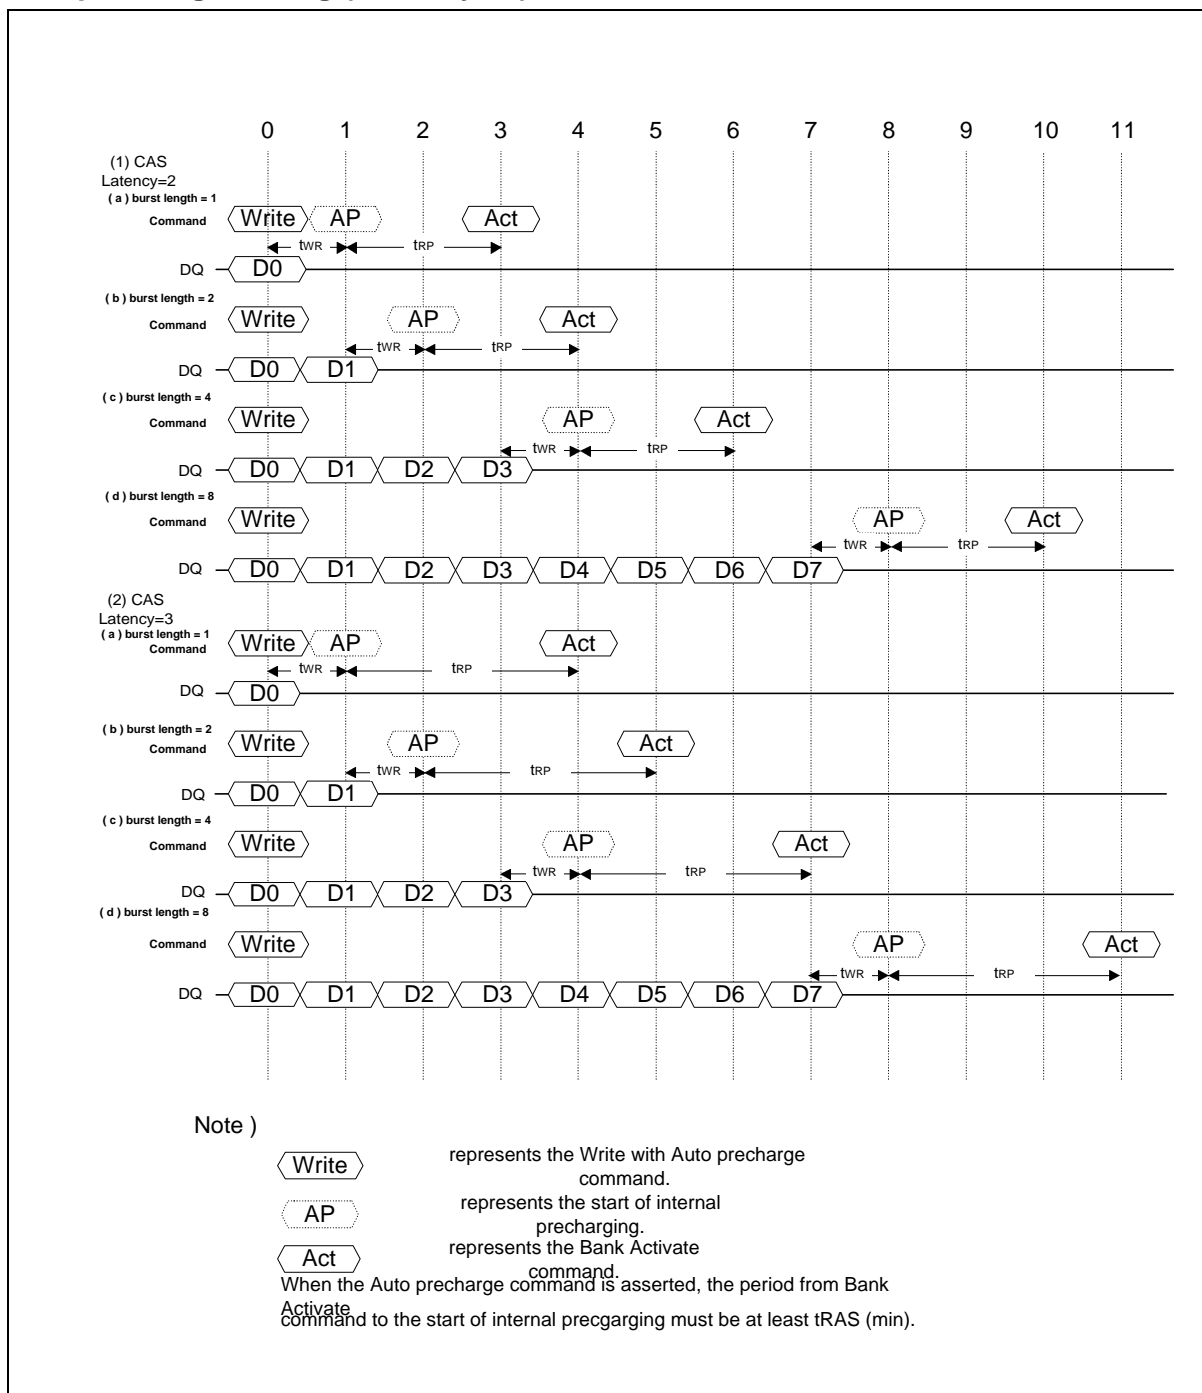 0 1 2 3 4 5 6 7 8 9 10 11
(1) CAS
Latency=2
( a ) burst length = 1
Command Write AP Act
tWR tRP
DQ D0
( b ) burst length = 2
Command Write AP Act
tWR tRP
DQ D0 D1
( c ) burst length = 4
Command Write AP Act
tWR tRP
DQ D0 D1 D2 D3
( d ) burst length = 8
Command Write AP Act
tWR tRP
DQ D0 D1 D2 D3 D4 D5 D6 D7
(2) CAS
Latency=3
( a ) burst length = 1
Command Write AP Act
tWR tRP
DQ D0
( b ) burst length = 2
Command Write AP Act
tWR tRP
DQ D0 D1
( c ) burst length = 4
Command Write AP Act
tWR tRP
DQ D0 D1 D2 D3
( d ) burst length = 8
Command Write AP Act
tWR tRP
DQ D0 D1 D2 D3 D4 D5 D6 D7
Note )
Write represents the Write with Auto precharge
command.
AP represents the start of internal
precharging.
Act represents the Bank Activate
command.
When the Auto precharge command is asserted, the period from Bank
Activate
command to the start of internal precgarging must be at least tRAS (min).